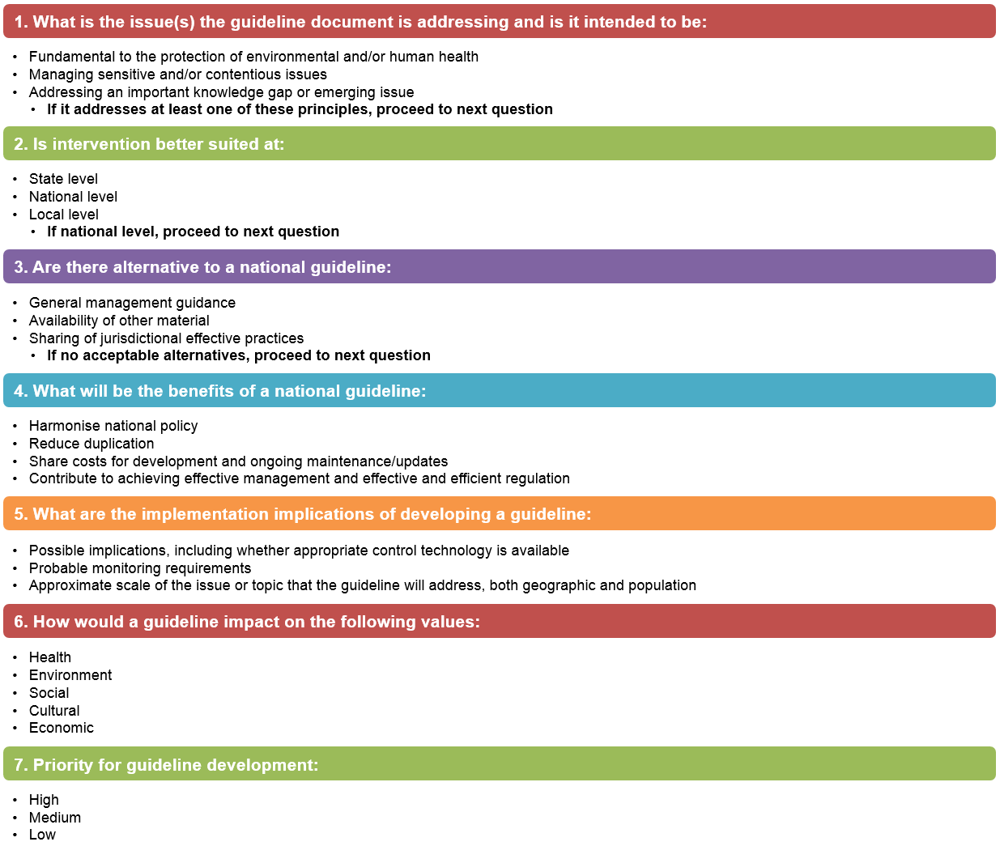 1. What is the issue(s) the guideline document is addressing and is it intended to be:
• Fundamental to the protection of environmental and/or human health
• Managing sensitive and/or contentious issues
• Addressing an important knowledge gap or emerging issue
• If it addresses at least one of these principles, proceed to next question
2. Is intervention better suited at:
• State level
• National level
• Local level
• If national level, proceed to next question
3. Are there alternative to a national guideline:
• General management guidance
• Availability of other material
• Sharing of jurisdictional effective practices
• If no acceptable alternatives, proceed to next question
4. What will be the benefits of a national guideline:
• Harmonise national policy
• Reduce duplication
• Share costs for development and ongoing maintenance/updates
• Contribute to achieving effective management and effective and efficient regulation
5. What are the implementation implications of developing a guideline:
• Possible implications, including whether appropriate control technology is available
• Probable monitoring requirements
• Approximate scale of the issue or topic that the guideline will address, both geographic and population
6. How would a guideline impact on the following values:
• Health
• Environment
• Social
• Cultural
• Economic
7. Priority for guideline development:
• High
• Medium
• Low